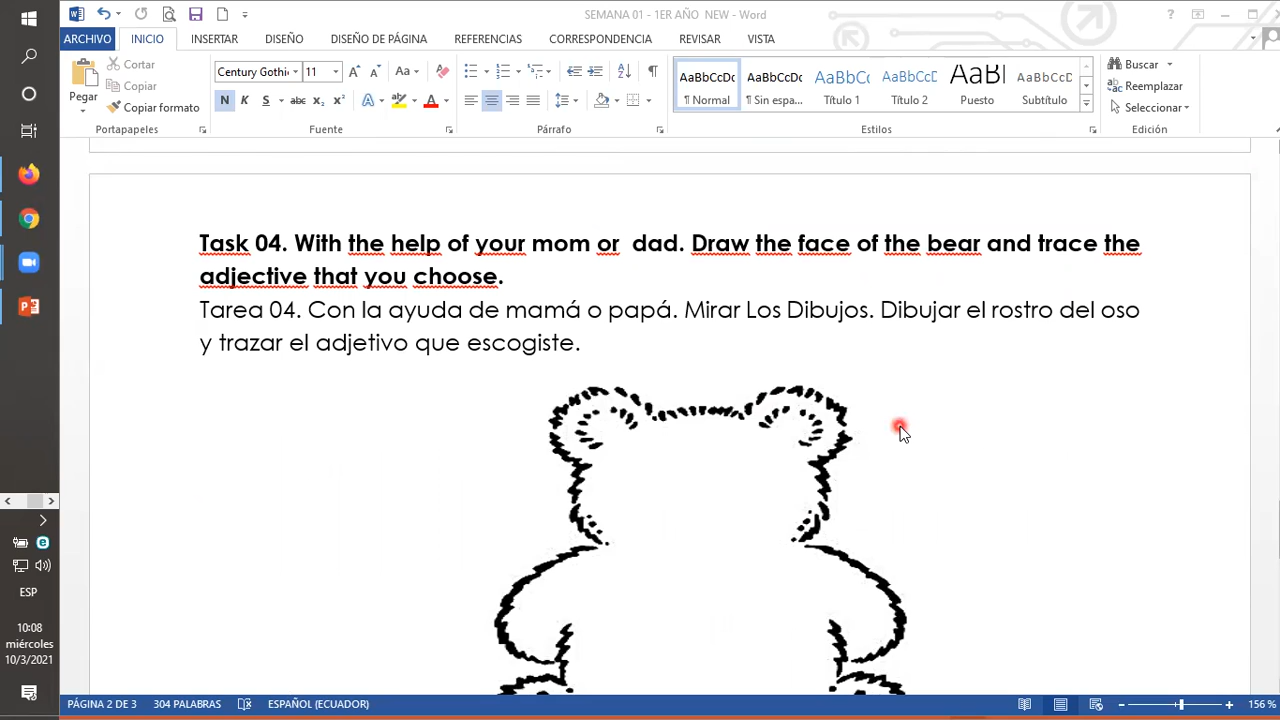 SEMANA 01 - 1ER AÑO NEW - Word
ARCHIVO INICIO INSERTAR DISEÑO DISEÑO DE PÁGINA REFERENCIAS CORRESPONDENCIA REVISAR VISTA
Pegar
Cortar
Copiar
Copiar formato
Portapapeles
Century Gothi 11
Aa
N K S abc x₂ x²
A A
Fuente
Párrafo
AaBbCcDc AaBbCcDc AaBbCc AaBbCcD AaB AaBbCcD
¶ Normal ¶ Sin espa... Título 1 Título 2 Puesto Subtítulo
Estilos
Buscar
Reemplazar
Seleccionar
Edición
Task 04. With the help of your mom or dad. Draw the face of the bear and trace the
adjective that you choose.
Tarea 04. Con la ayuda de mamá o papá. Mirar Los Dibujos. Dibujar el rostro del oso
y trazar el adjetivo que escogiste.
ESP
10:08
miércoles
10/3/2021
PÁGINA 2 DE 3 304 PALABRAS ESPAÑOL (ECUADOR) 156 %